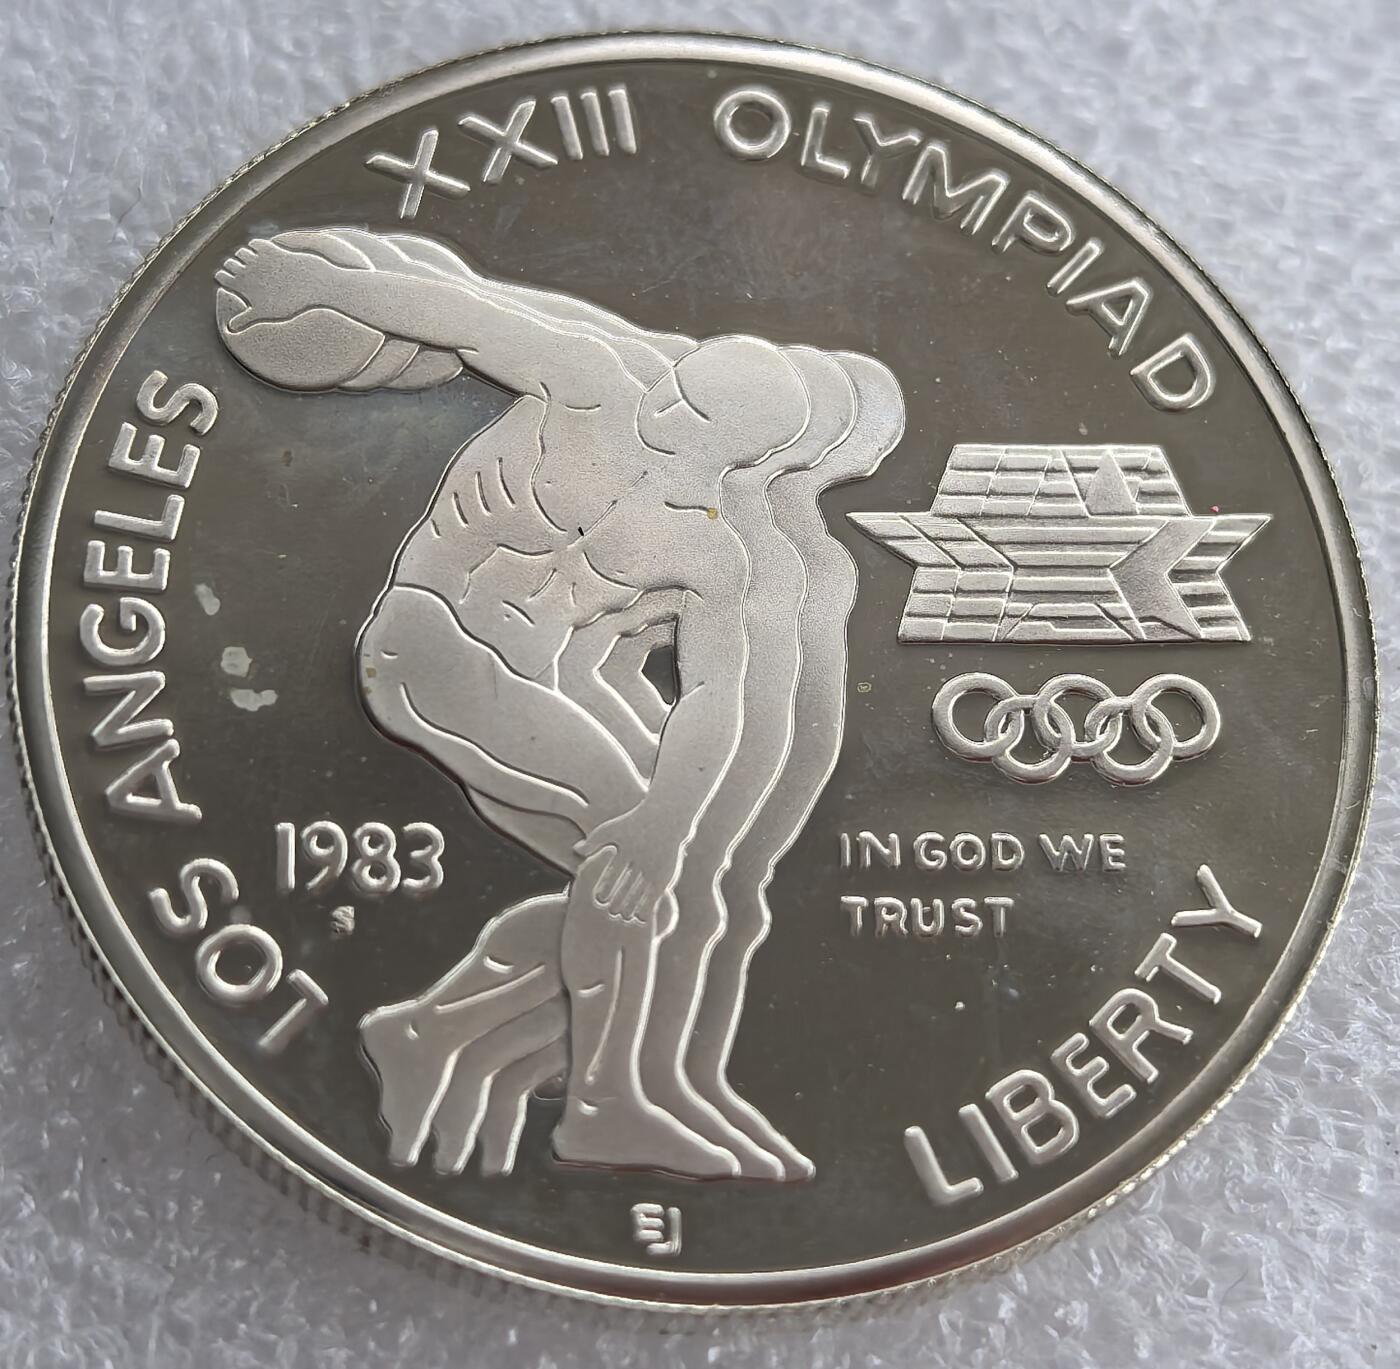 XXIII OLYMPIAD
LOS ANGELES
1983
S
IN GOD WE
TRUST
LIBERTY
EJ